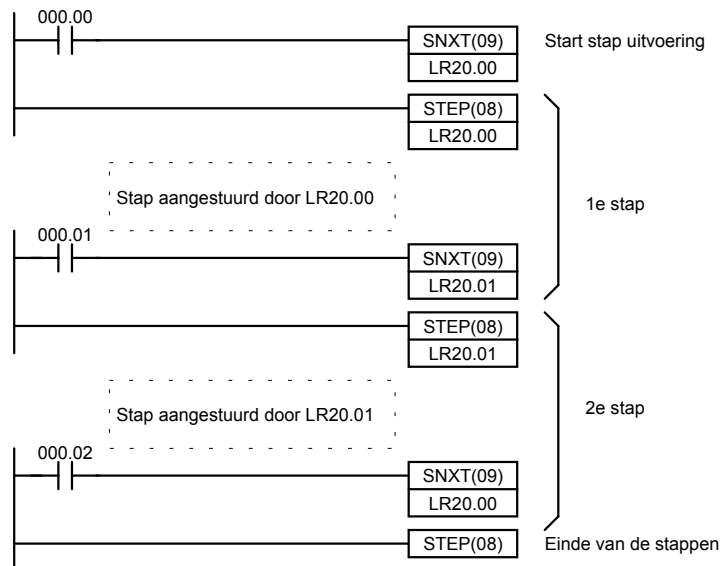 000.00
SNXT(09) Start stap uitvoering
LR20.00
STEP(08)
LR20.00
Stap aangestuurd door LR20.00
1e stap
000.01
SNXT(09)
LR20.01
STEP(08)
LR20.01
Stap aangestuurd door LR20.01
2e stap
000.02
SNXT(09)
LR20.00
STEP(08) Einde van de stappen